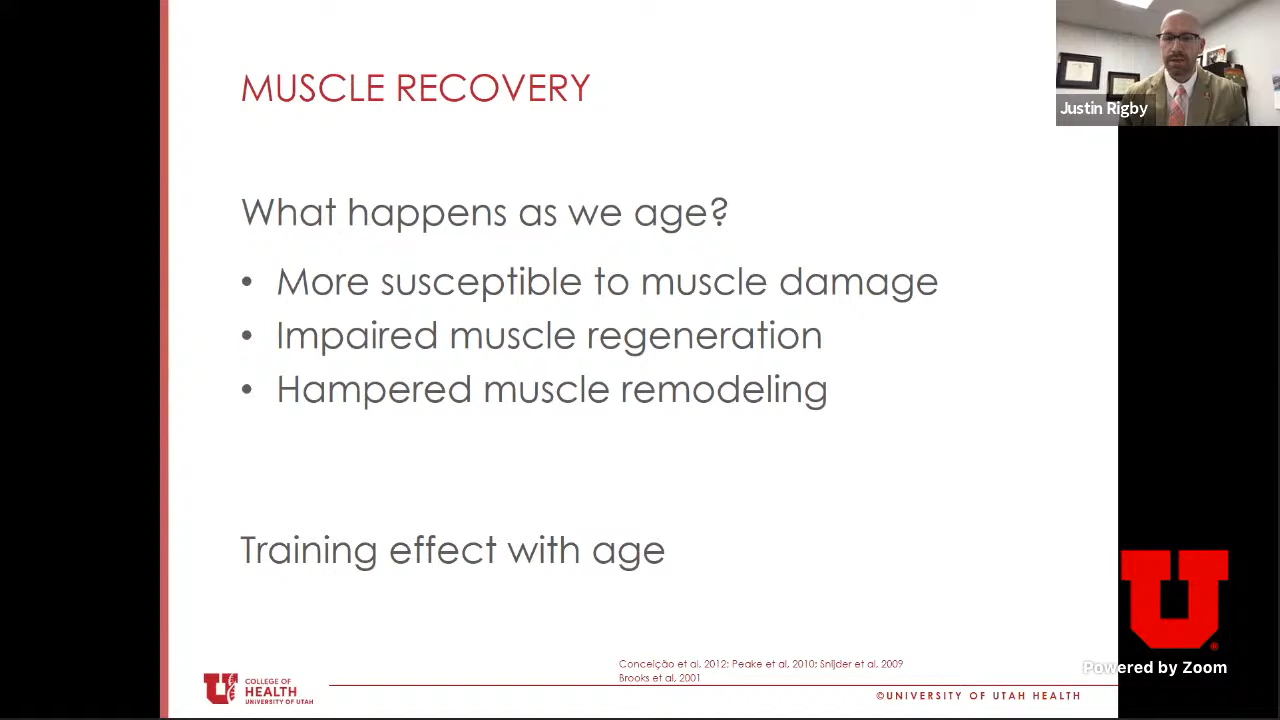 MUSCLE RECOVERY
Justin Rigby
What happens as we age?
• More susceptible to muscle damage
• Impaired muscle regeneration
• Hampered muscle remodeling
Training effect with age
Conceição et al, 2012; Peake et al, 2010; Snijder et al, 2009
Brooks et al, 2001
COLLEGE OF
HEALTH
UNIVERSITY OF UTAH
©UNIVERSITY OF UTAH HEALTH
U
Powered by Zoom